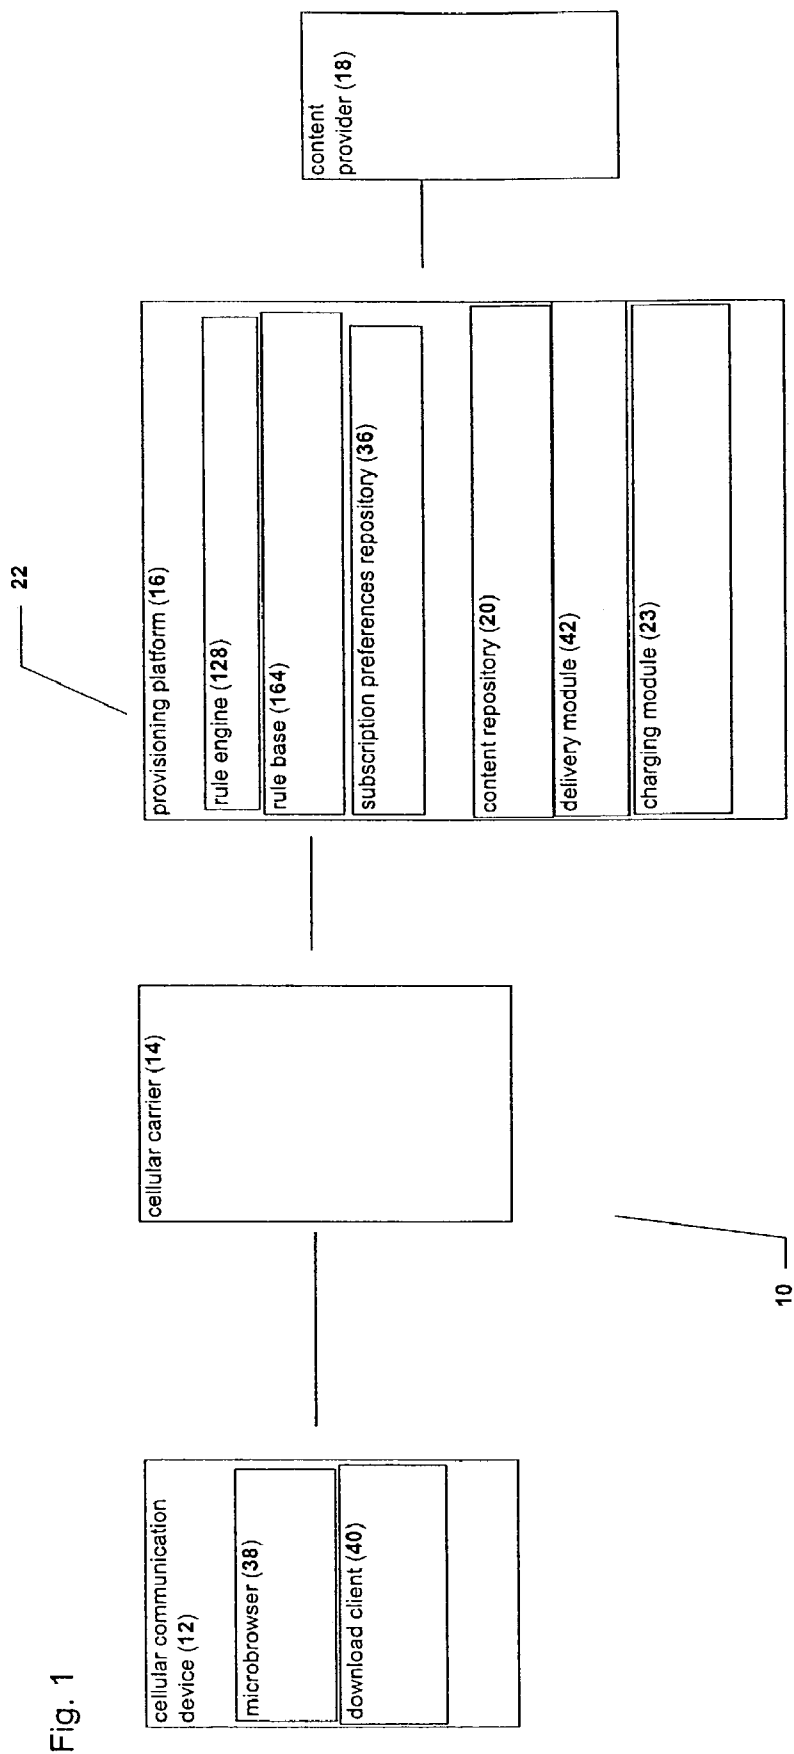 Fig. 1
cellular communication
device (12)
microbrowser (38)
download client (40)
cellular carrier (14)
10
22
provisioning platform (16)
rule engine (128)
rule base (164)
subscription preferences repository (36)
content repository (20)
delivery module (42)
charging module (23)
content
provider (18)